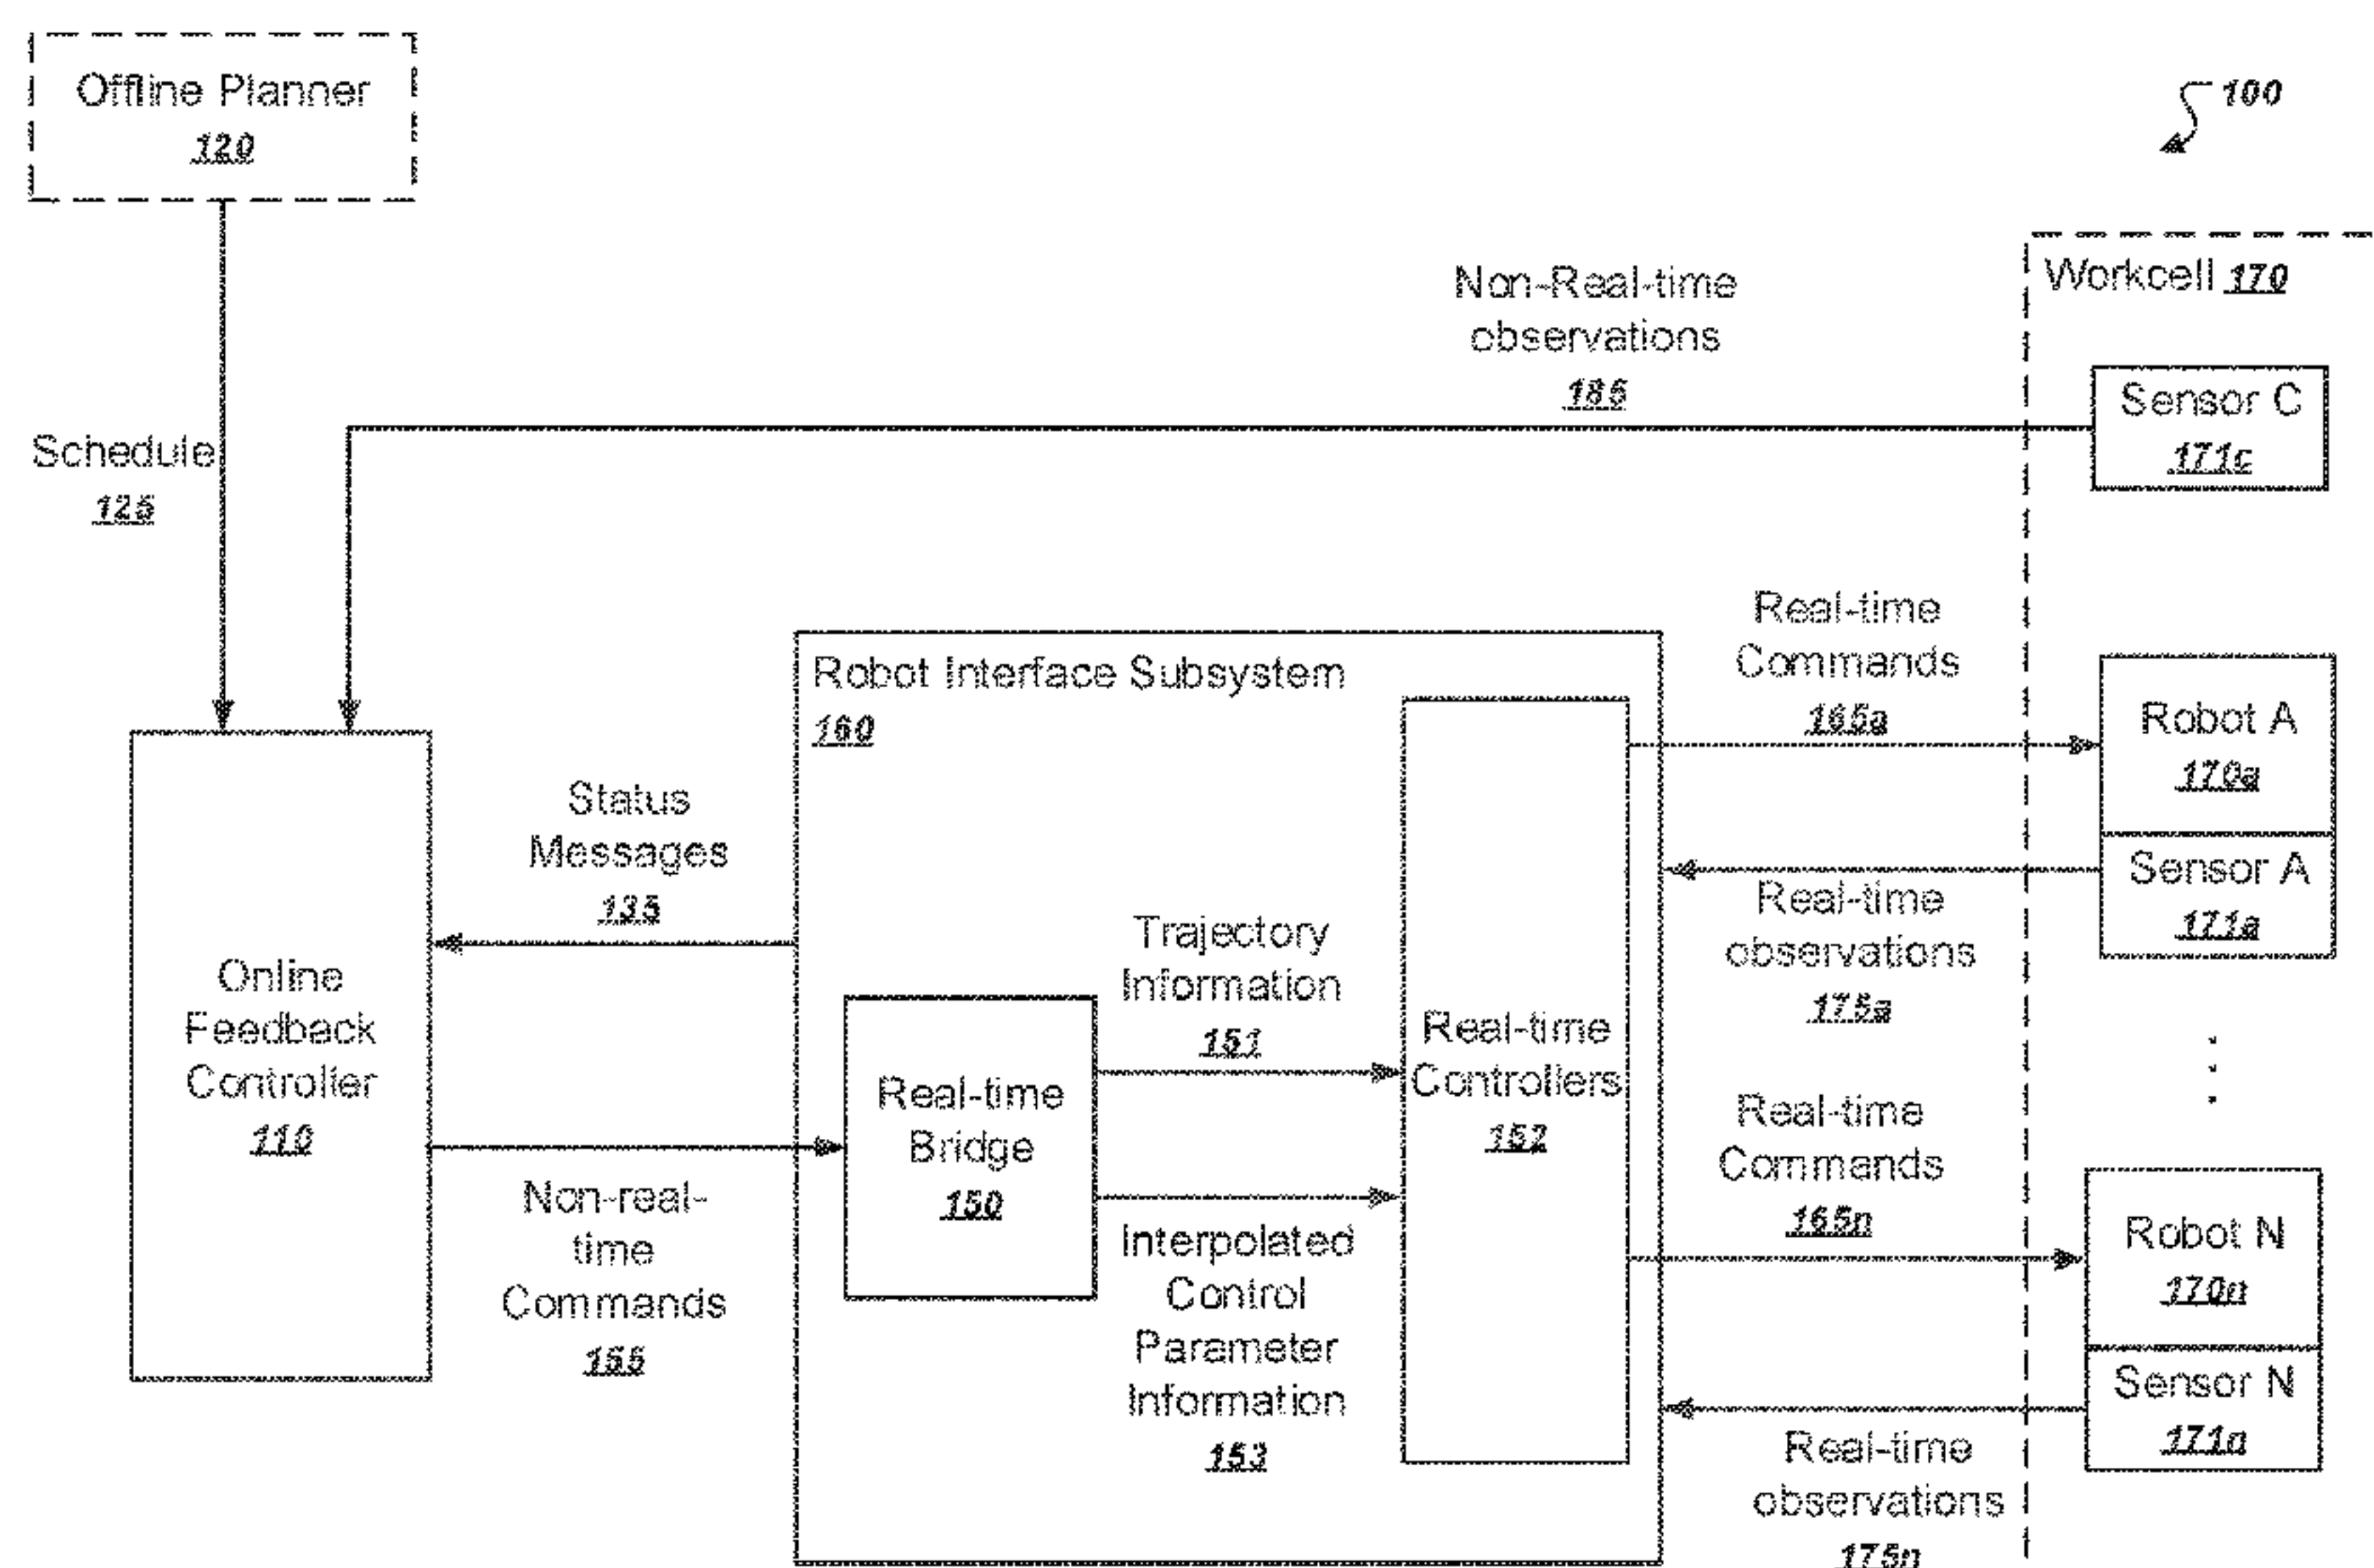 Offline Planner
120
100
Workcell 170
Non-Real-time
observations
185
Sensor C
171c
Schedule
125
Real-time
Commands
165a
Robot Interface Subsystem
160
Robot A
170a
Status
Messages
135
Sensor A
171a
Real-time
observations
175a
Trajectory
Information
151
Online
Feedback
Controller
110
Real-time
Controllers
152
Real-time
Bridge
150
Real-time
Commands
165n
Non-real-
time
Commands
155
Interpolated
Control
Parameter
Information
153
Robot N
170n
Sensor N
171n
Real-time
observations
175n